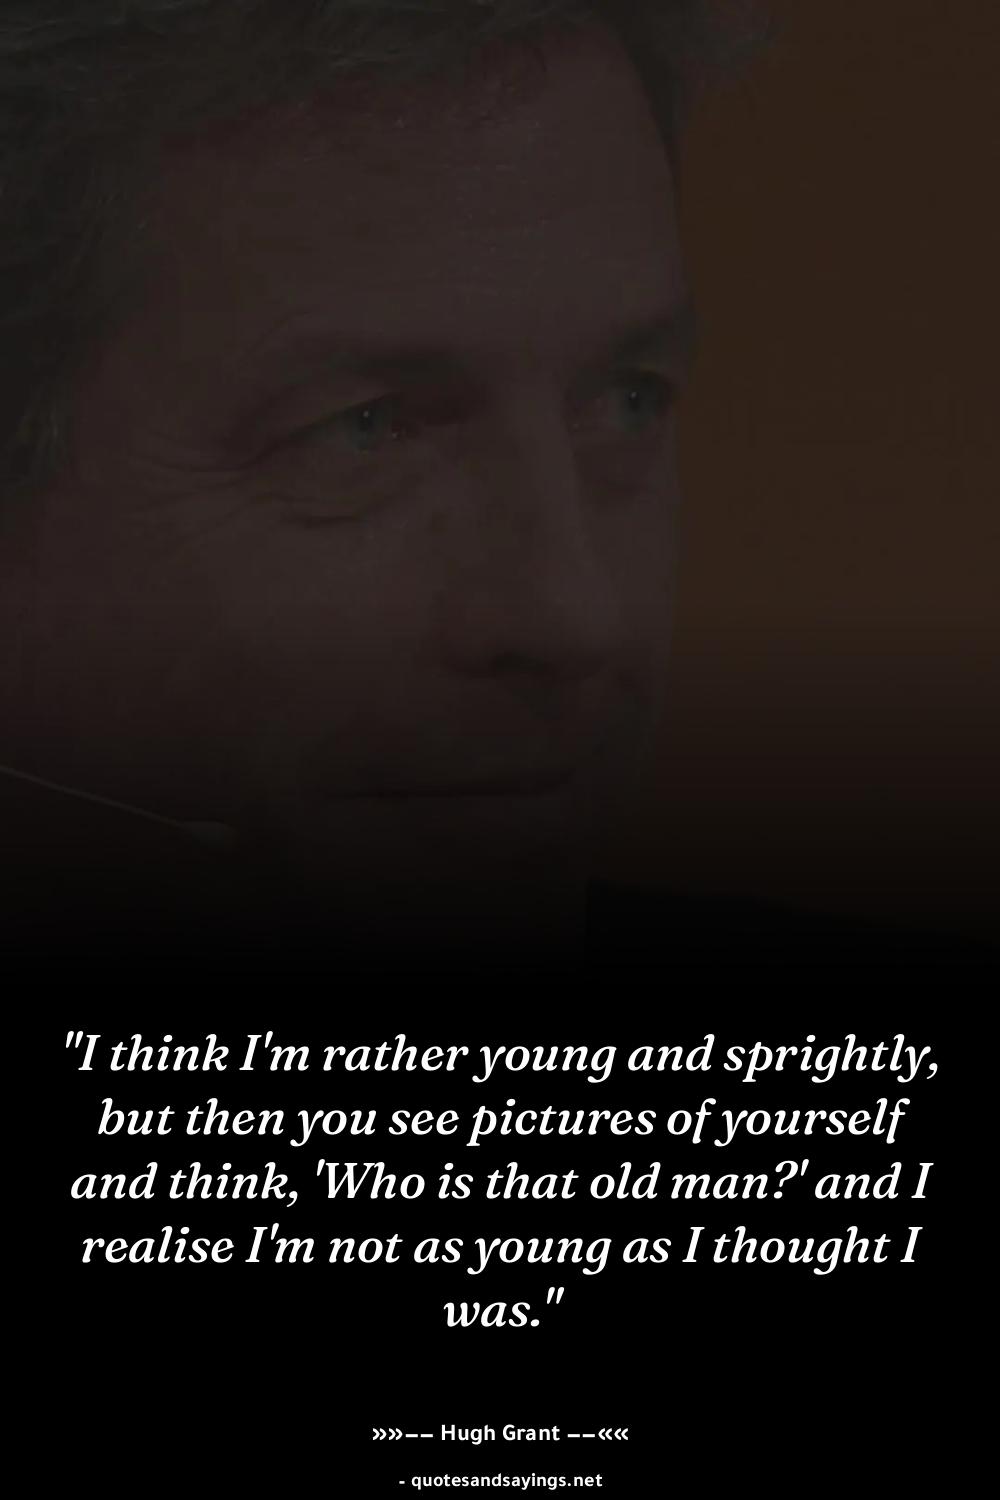 "I think I'm rather young and sprightly,
but then you see pictures of yourself
and think, 'Who is that old man?' and I
realise I'm not as young as I thought I
was."
»»–– Hugh Grant ––««
- quotesandsayings.net